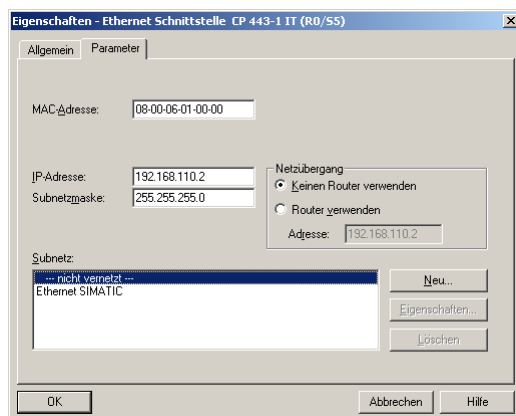 Eigenschaften - Ethernet Schnittstelle CP 443-1 IT (R0/S5)
Allgemein Parameter
MAC-Adresse: 08-00-06-01-00-00
IP-Adresse: 192.168.110.2
Subnetzmaske: 255.255.255.0
Netzübergang
Keinen Router verwenden
Router verwenden
Adresse: 192.168.110.2
Subnetz:
--- nicht vernetzt ---
Ethernet SIMATIC
Neu...
Eigenschaften...
Löschen
OK Abbrechen Hilfe